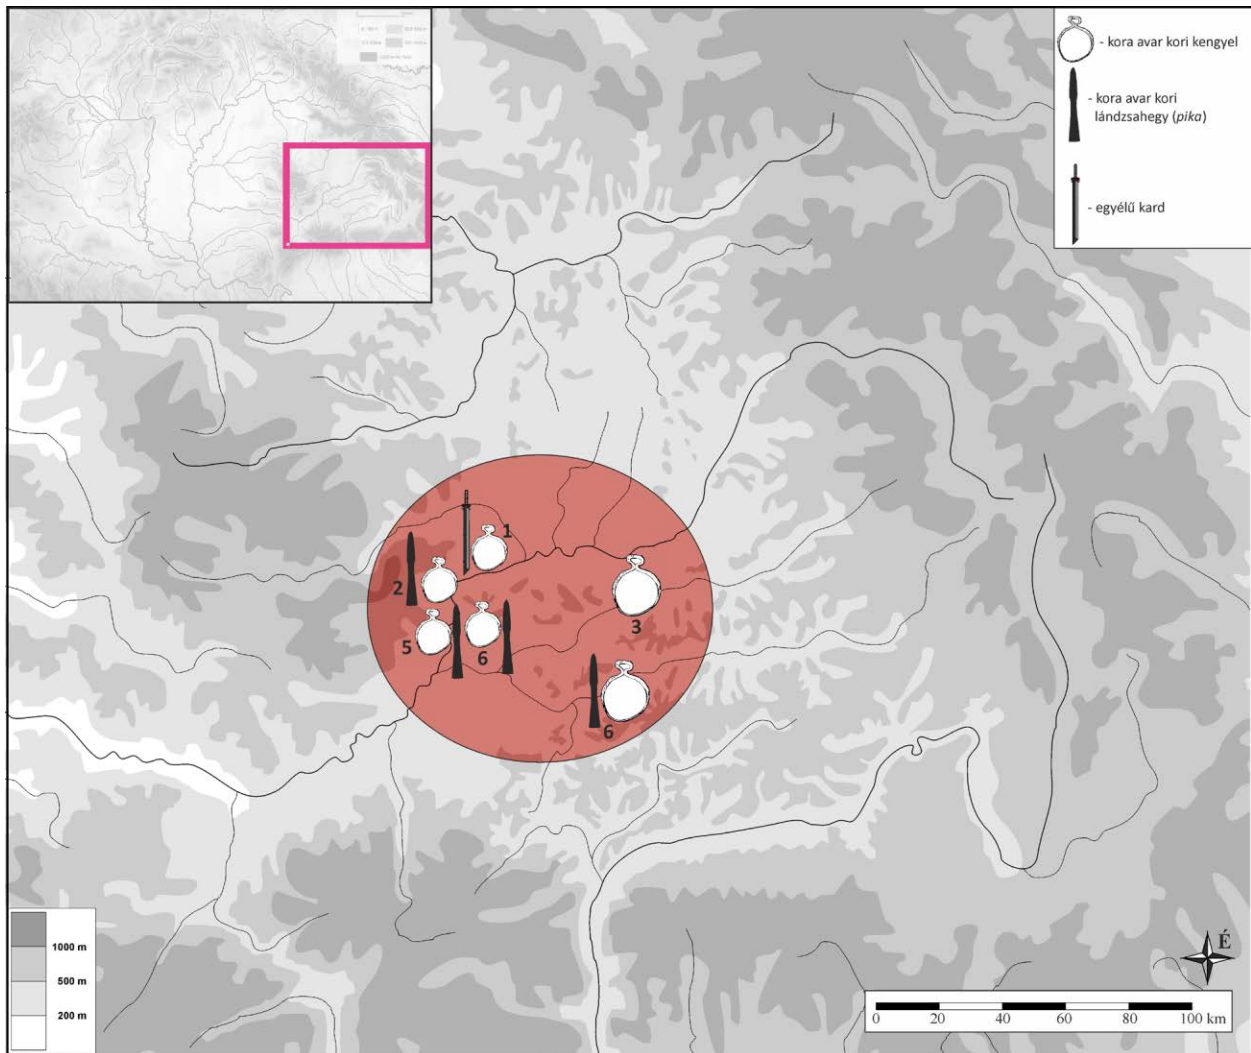 - kora avar kori kengyel
- kora avar kori
lándzsahegy (pika)
- egyélű kard
1
2
3
5
6
6
1000 m
500 m
200 m
É
0 20 40 60 80 100 km